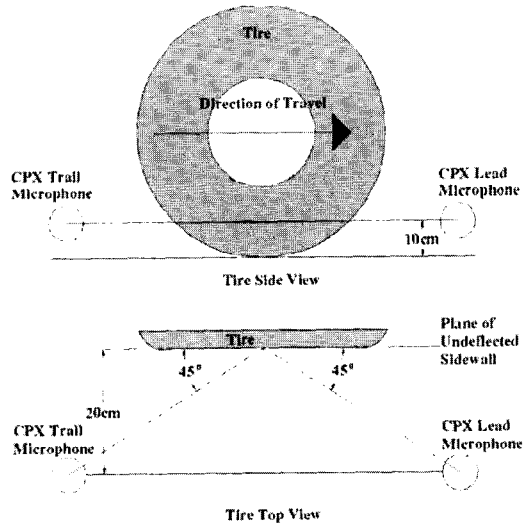 Tire
Direction of Travel
CPX Trail
Microphone
CPX Lead
Microphone
10cm
Tire Side View
Tire
Plane of
Undeflected
Sidewall
45°
45°
20cm
CPX Trail
Microphone
CPX Lead
Microphone
Tire Top View